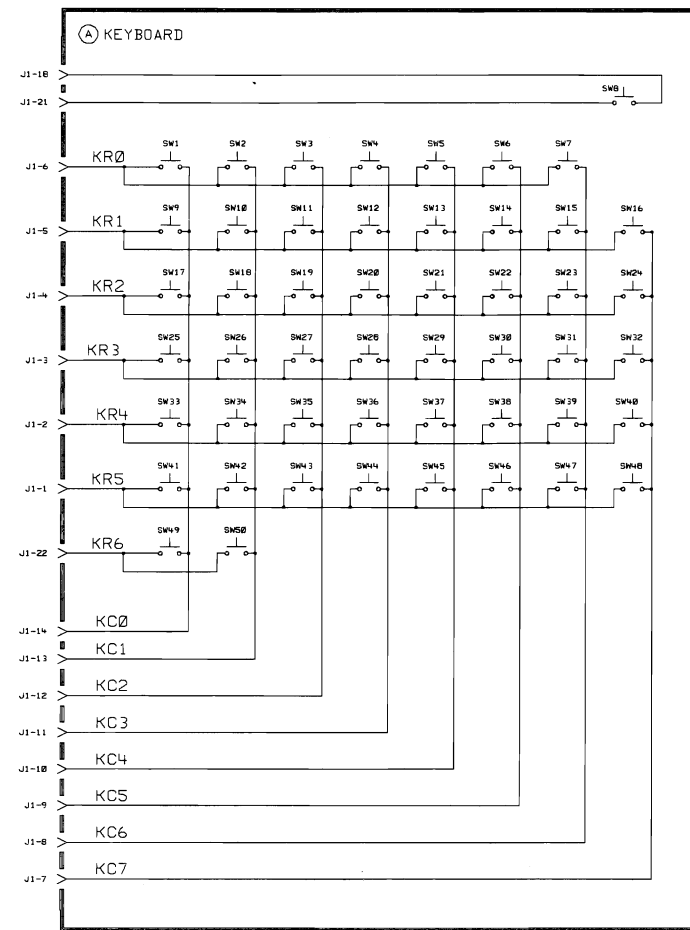 A KEYBOARD
J1-18
SW8
J1-21
SW1 SW2 SW3 SW4 SW5 SW6 SW7
J1-6 KRØ
SW9 SW1Ø SW11 SW12 SW13 SW14 SW15 SW16
J1-5 KR1
SW17 SW18 SW19 SW2Ø SW21 SW22 SW23 SW24
J1-4 KR2
SW25 SW26 SW27 SW28 SW29 SW3Ø SW31 SW32
J1-3 KR3
SW33 SW34 SW35 SW36 SW37 SW38 SW39 SW4Ø
J1-2 KR4
SW41 SW42 SW43 SW44 SW45 SW46 SW47 SW48
J1-1 KR5
SW49 SW5Ø
J1-22 KR6
J1-14 KCØ
J1-13 KC1
J1-12 KC2
J1-11 KC3
J1-1Ø KC4
J1-9 KC5
J1-8 KC6
J1-7 KC7